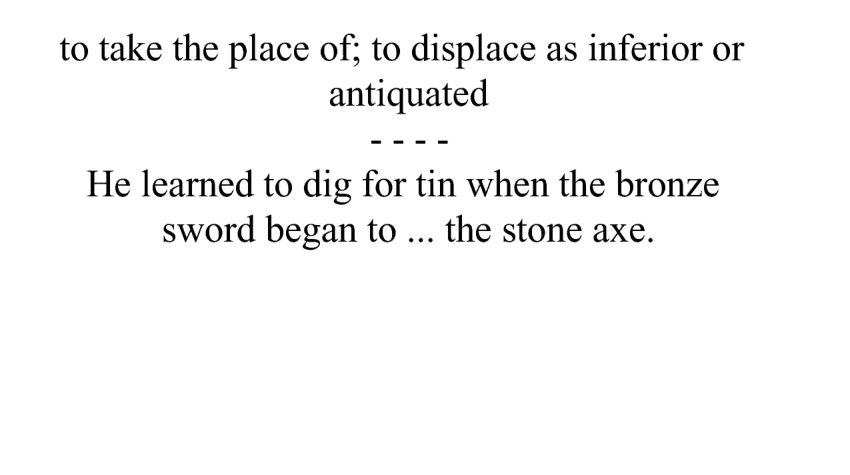 to take the place of; to displace as inferior or
antiquated
- - - -
He learned to dig for tin when the bronze
sword began to ... the stone axe.